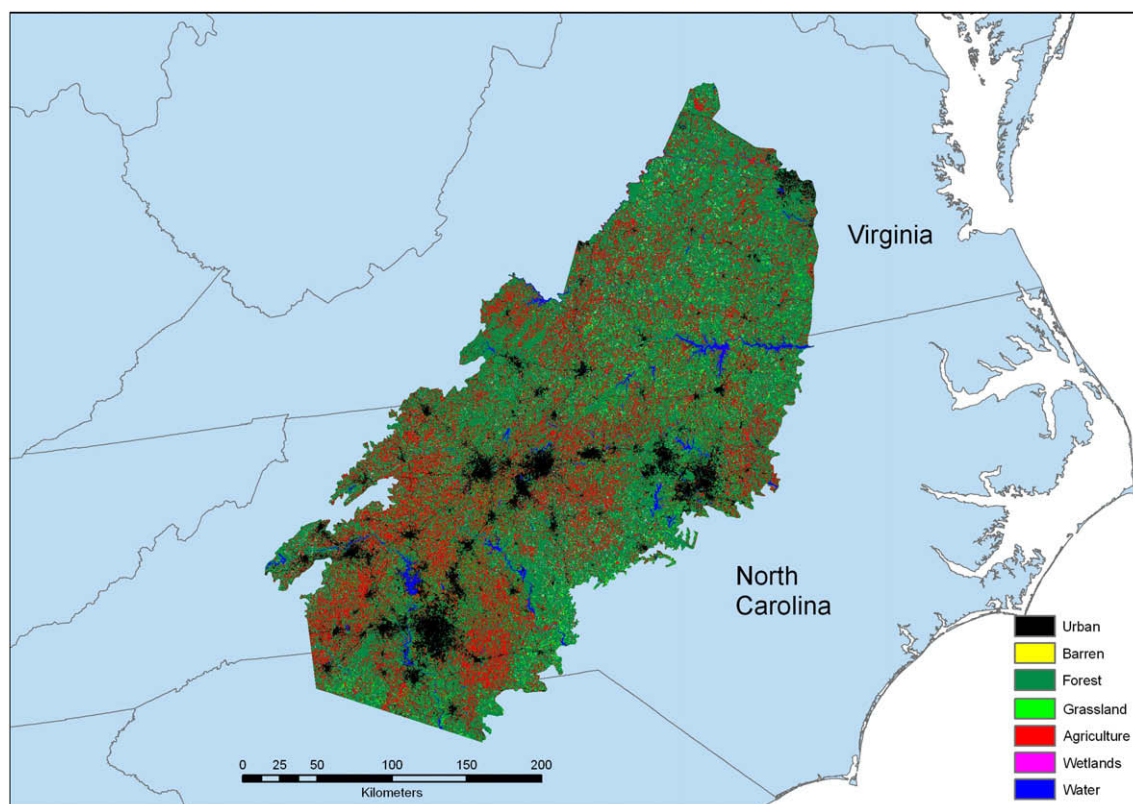 Virginia
North
Carolina
Urban
Barren
Forest
Grassland
Agriculture
Wetlands
Water
0 25 50 100 150 200
Kilometers